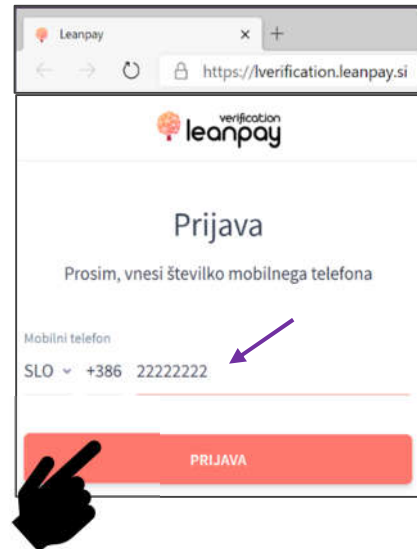 Leanpay
https://lverification.leanpay.si
verification
leanpay
Prijava
Prosim, vnesi številko mobilnega telefona
Mobilni telefon
SLO +386 22222222
PRIJAVA